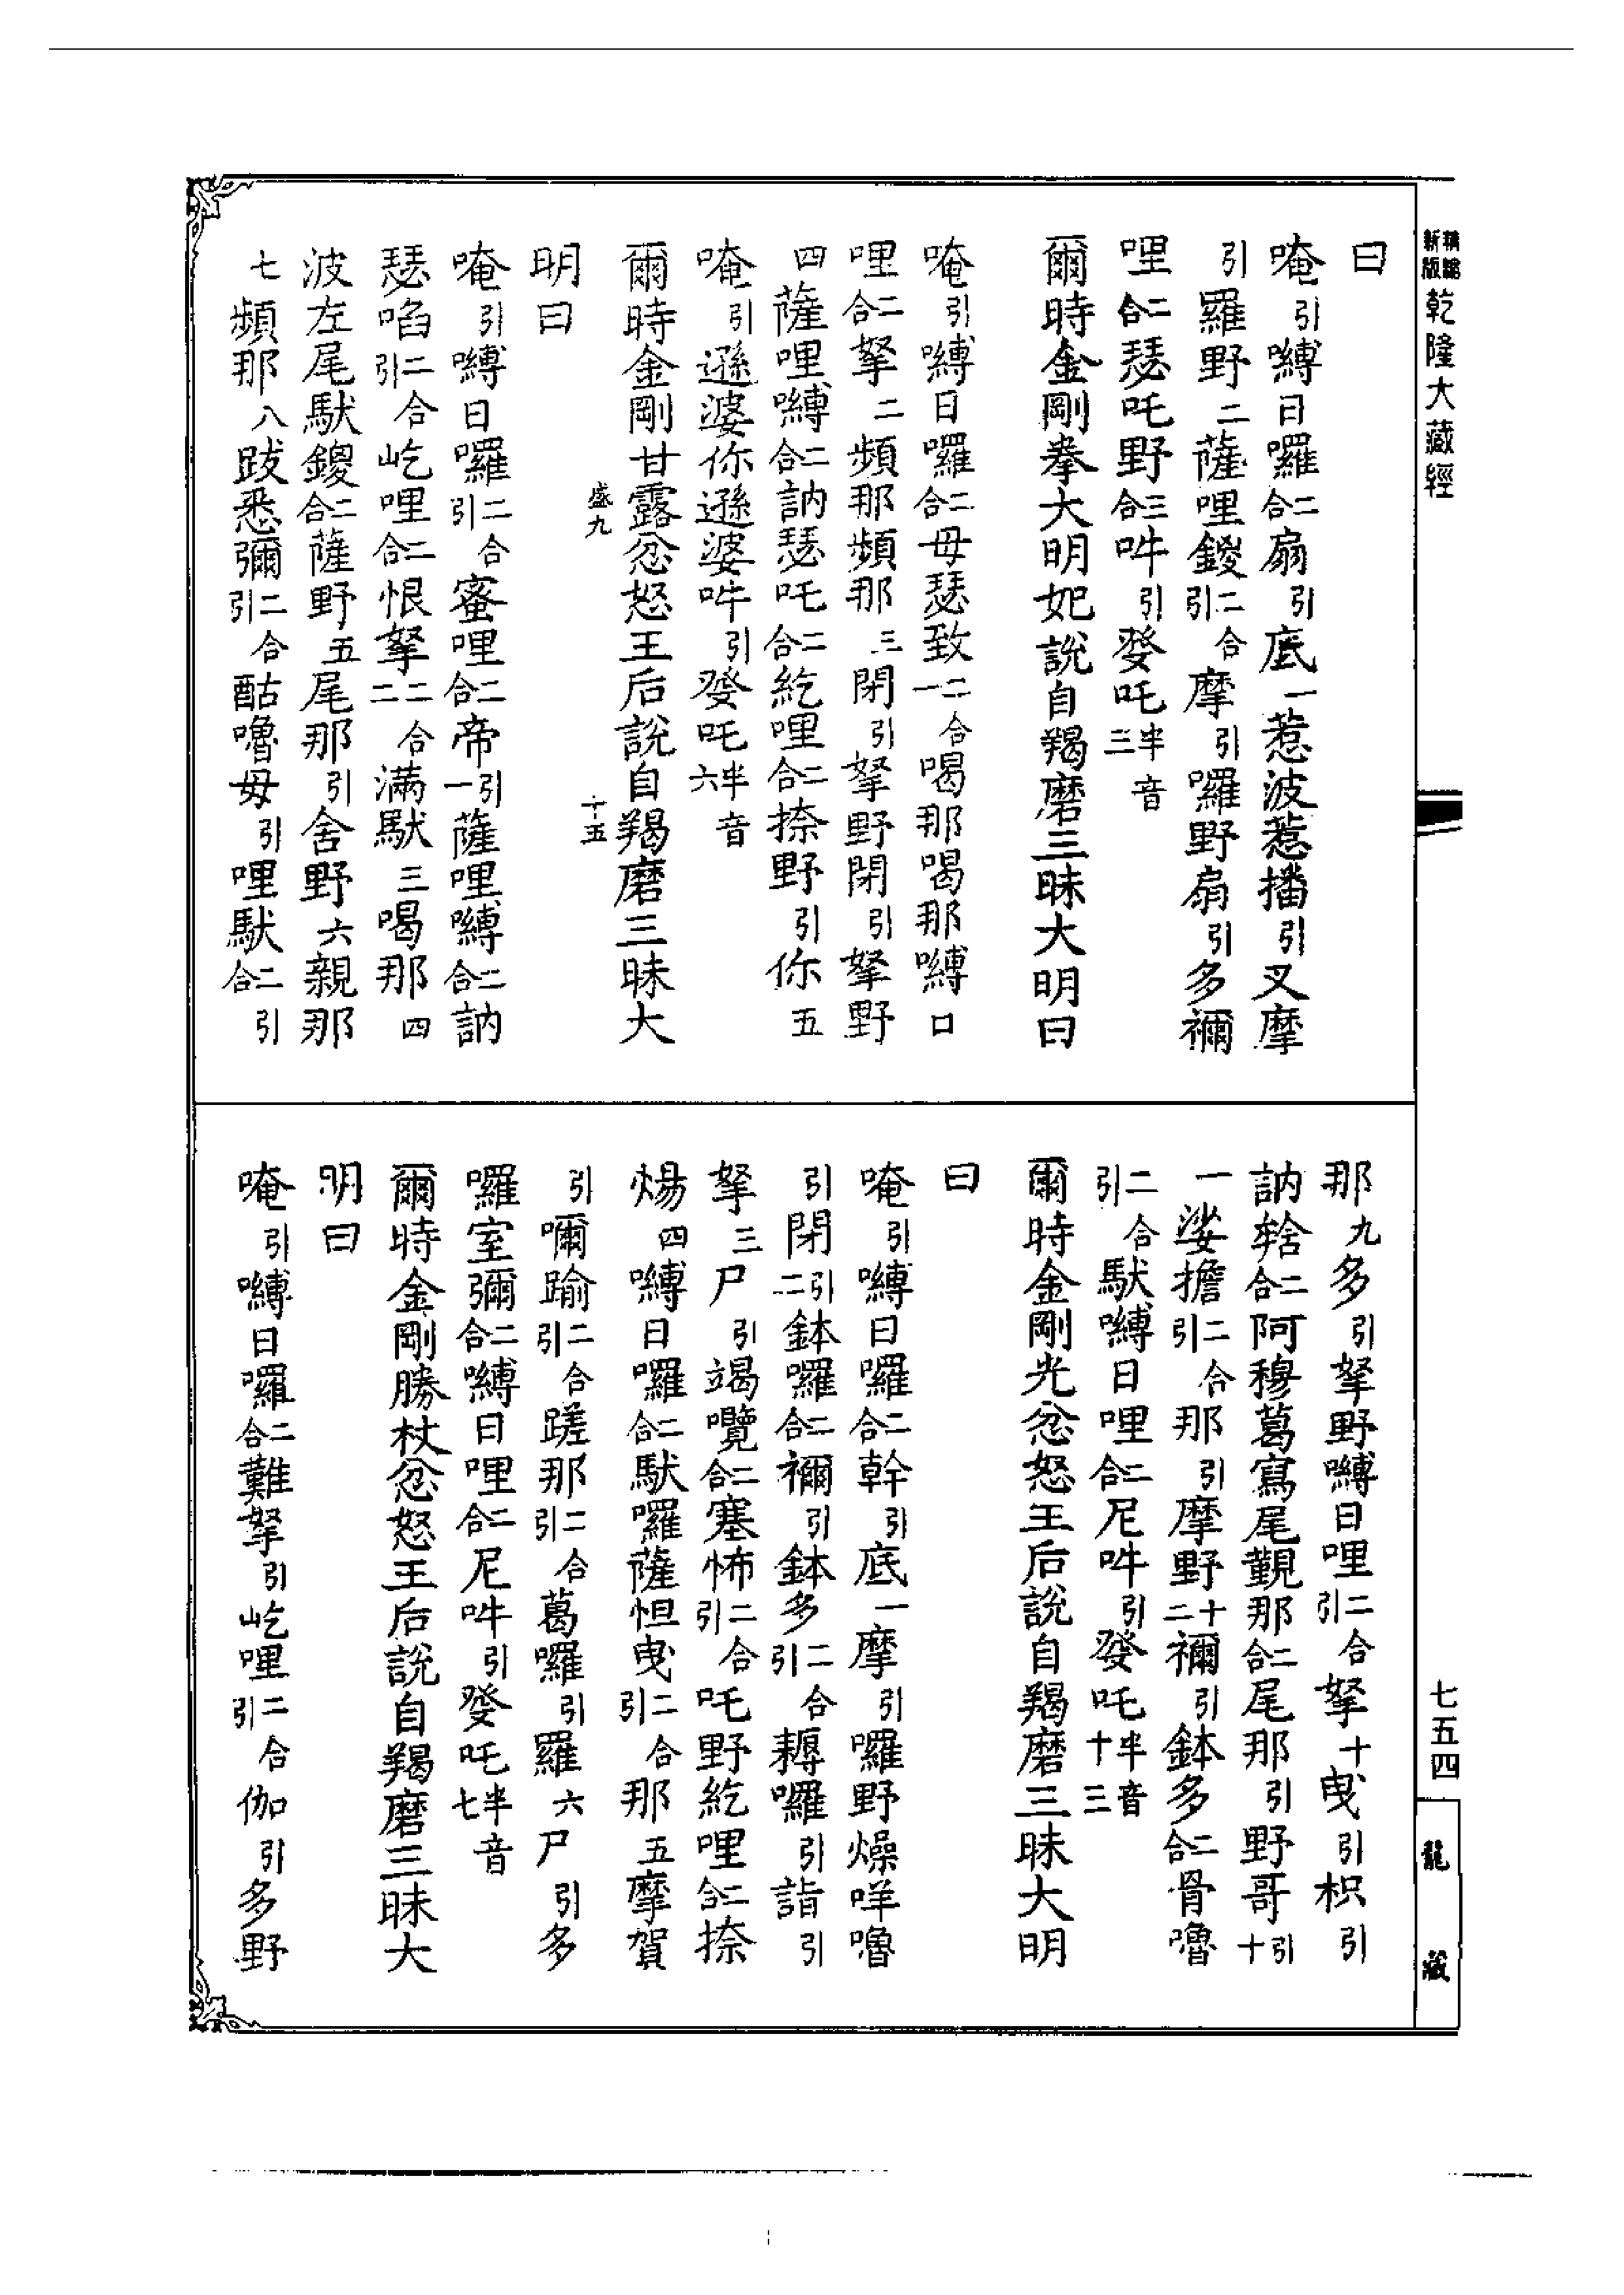 新版精編乾隆大藏經
曰
唵引嚩日囉二合扇引底一惹波惹播引叉摩
引羅野二薩哩鍐二合引摩引囉野扇引多禰
哩二合瑟吒野三合吽引癹吒半音三
爾時金剛拳大明妃說自羯磨三昧大明曰
唵引嚩日囉二合毋瑟致二合一喝那喝那嚩口
哩二合拏二頻那頻那三閉引拏野閉引拏野
四薩哩嚩二合訥瑟吒二合紇哩二合捺野引你五
唵引遜婆你遜婆吽引癹吒半音六
爾時金剛甘露忿怒王后說自羯磨三昧大
盛九 十五
明曰
唵引嚩日囉二合引蜜哩二合帝引一薩哩嚩二合訥
瑟㗖二合引屹哩二合恨拏二合二滿馱三喝那四
波左尾馱鑁二合薩野五尾那引舍野六親那
七頻那八跋悉彌二合引酤嚕毋引哩馱二合引
那九多引拏野嚩日哩二合引拏十曳引枳引
訥辖二合阿穆葛寫尾覲那二合尾那引野哥引十
一娑擔二合引那引摩野十二禰引鉢多二合骨嚕
二合引馱嚩日哩二合尼吽引發吒半音十三
爾時金剛光忿怒王后說自羯磨三昧大明
曰
唵引嚩曰囉二合幹引底一摩引囉野燥咩嚕
引閉引二鉢囉二合禰引鉢多二合引耨囉引詣引
拏三尸引竭囉二合塞怖二合引吒野紇哩二合捺
煬四嚩日囉二合馱囉薩怛曳二合引那五摩賀
引嚩踰二合引蹉那二合引葛囉引羅六尸引多
囉室彌二合嚩日哩二合尼吽引癹吒半音七
爾時金剛勝杖忿怒王后說自羯磨三昧大
明曰
唵引嚩日囉二合難拏引屹哩二合引伽引多野
七五四
龍藏